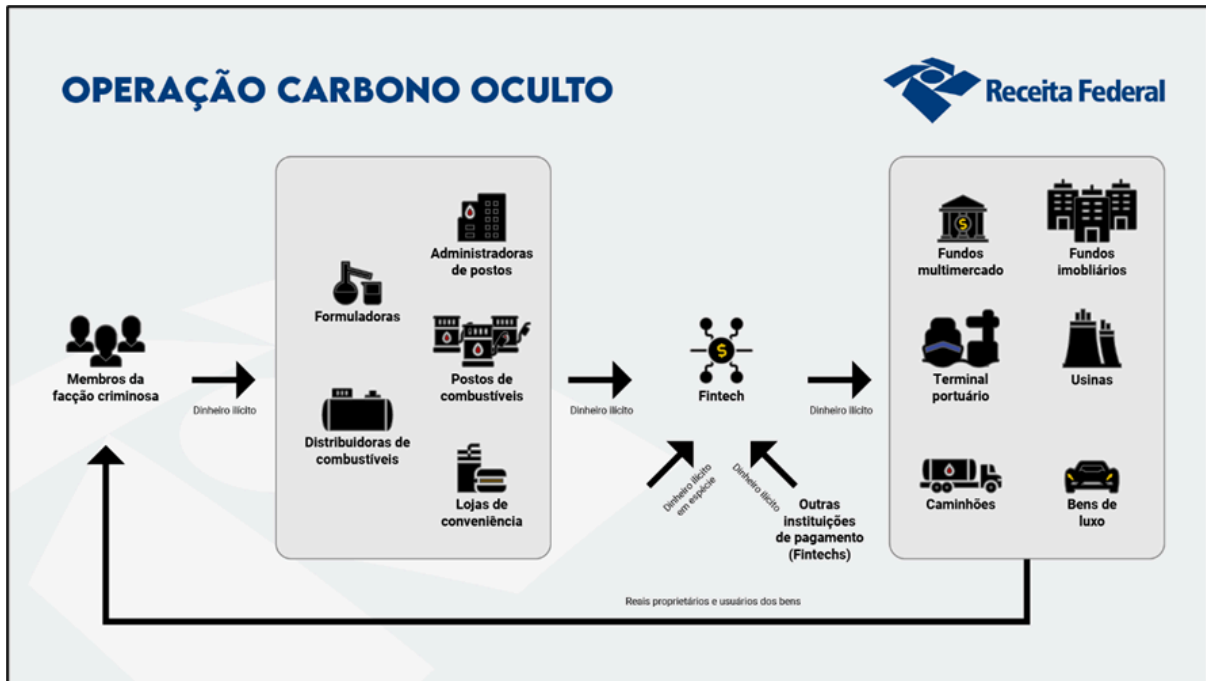 OPERAÇÃO CARBONO OCULTO
Receita Federal
Membros da
facção criminosa
Dinheiro ilícito
Administradoras
de postos
Formuladoras
Postos de
combustíveis
Distribuidoras de
combustíveis
Lojas de
conveniência
Dinheiro ilícito
Fintech
Dinheiro ilícito
em espécie
Dinheiro ilícito
Outras
instituições
de pagamento
(Fintechs)
Dinheiro ilícito
Fundos
multimercado
Fundos
imobliários
Terminal
portuário
Usinas
Caminhões
Bens de
luxo
Reais proprietários e usuários dos bens